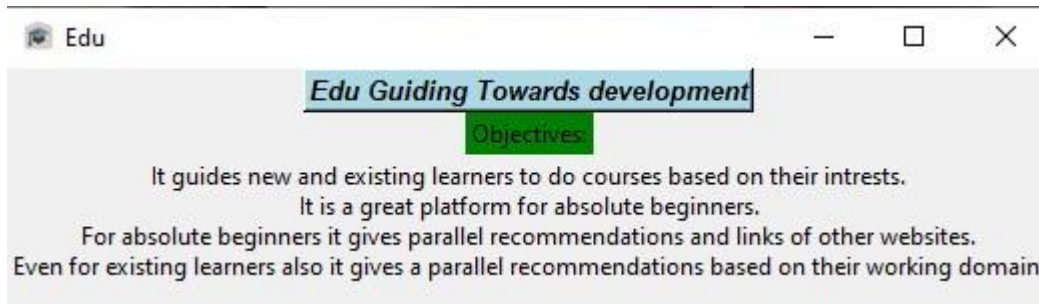 Edu
Edu Guiding Towards development
Objectives:
It guides new and existing learners to do courses based on their intrests.
It is a great platform for absolute beginners.
For absolute beginners it gives parallel recommendations and links of other websites.
Even for existing learners also it gives a parallel recommendations based on their working domain